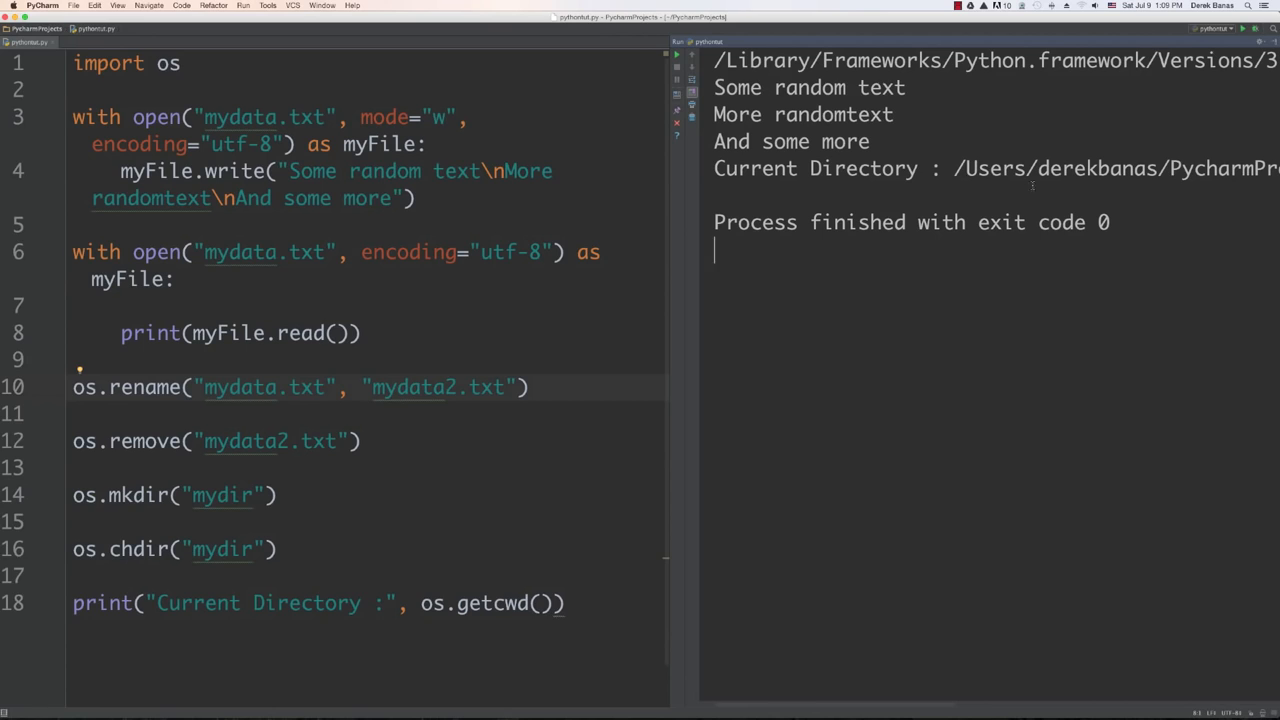 PyCharm File Edit View Navigate Code Refactor Run Tools VCS Window Help
10 Sat Jul 9 1:09 PM Derek Banas
pythontut.py - PycharmProjects - [~/PycharmProjects]
PycharmProjects pythontut.py
pythontut
pythontut.py
Run pythontut
1 import os
2
3 with open("mydata.txt", mode="w",
encoding="utf-8") as myFile:
4 myFile.write("Some random text\nMore
randomtext\nAnd some more")
5
6 with open("mydata.txt", encoding="utf-8") as
myFile:
7
8 print(myFile.read())
9
10 os.rename("mydata.txt", "mydata2.txt")
11
12 os.remove("mydata2.txt")
13
14 os.mkdir("mydir")
15
16 os.chdir("mydir")
17
18 print("Current Directory :", os.getcwd())
/Library/Frameworks/Python.framework/Versions/3
Some random text
More randomtext
And some more
Current Directory : /Users/derekbanas/PycharmPr
Process finished with exit code 0